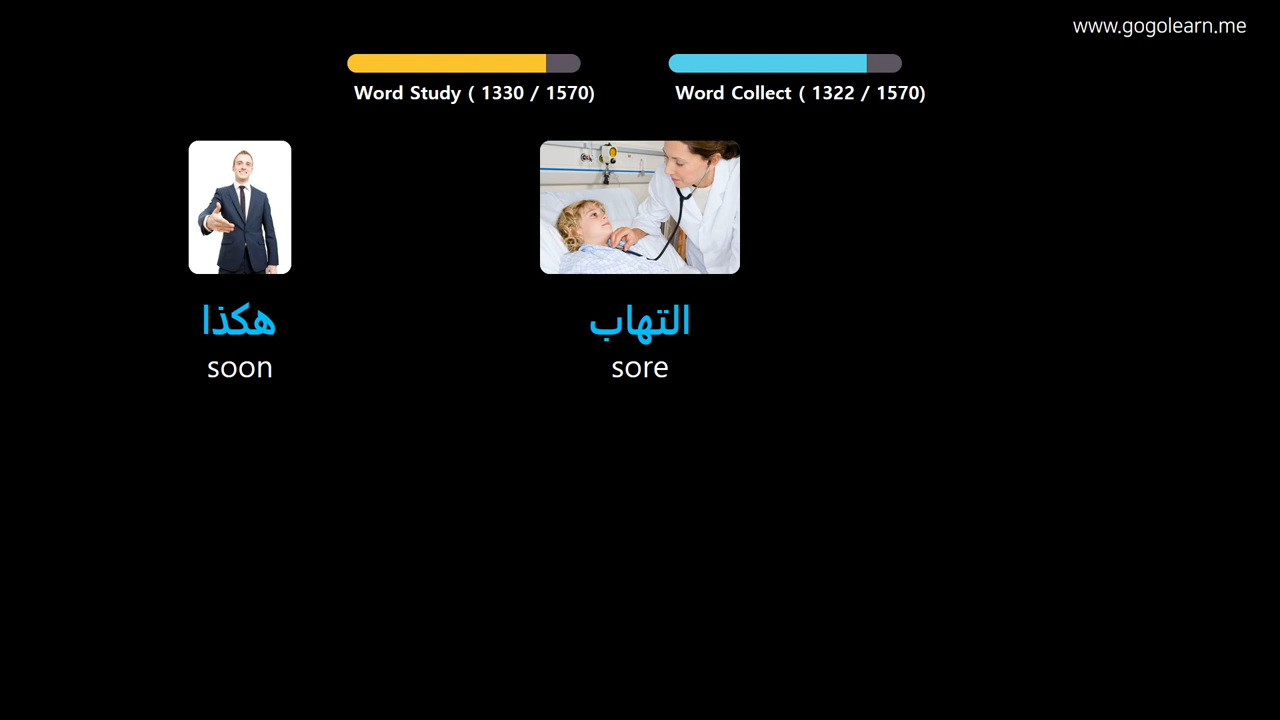 www.gogolearn.me
Word Study ( 1330 / 1570)
Word Collect ( 1322 / 1570)
هكذا
soon
التهاب
sore